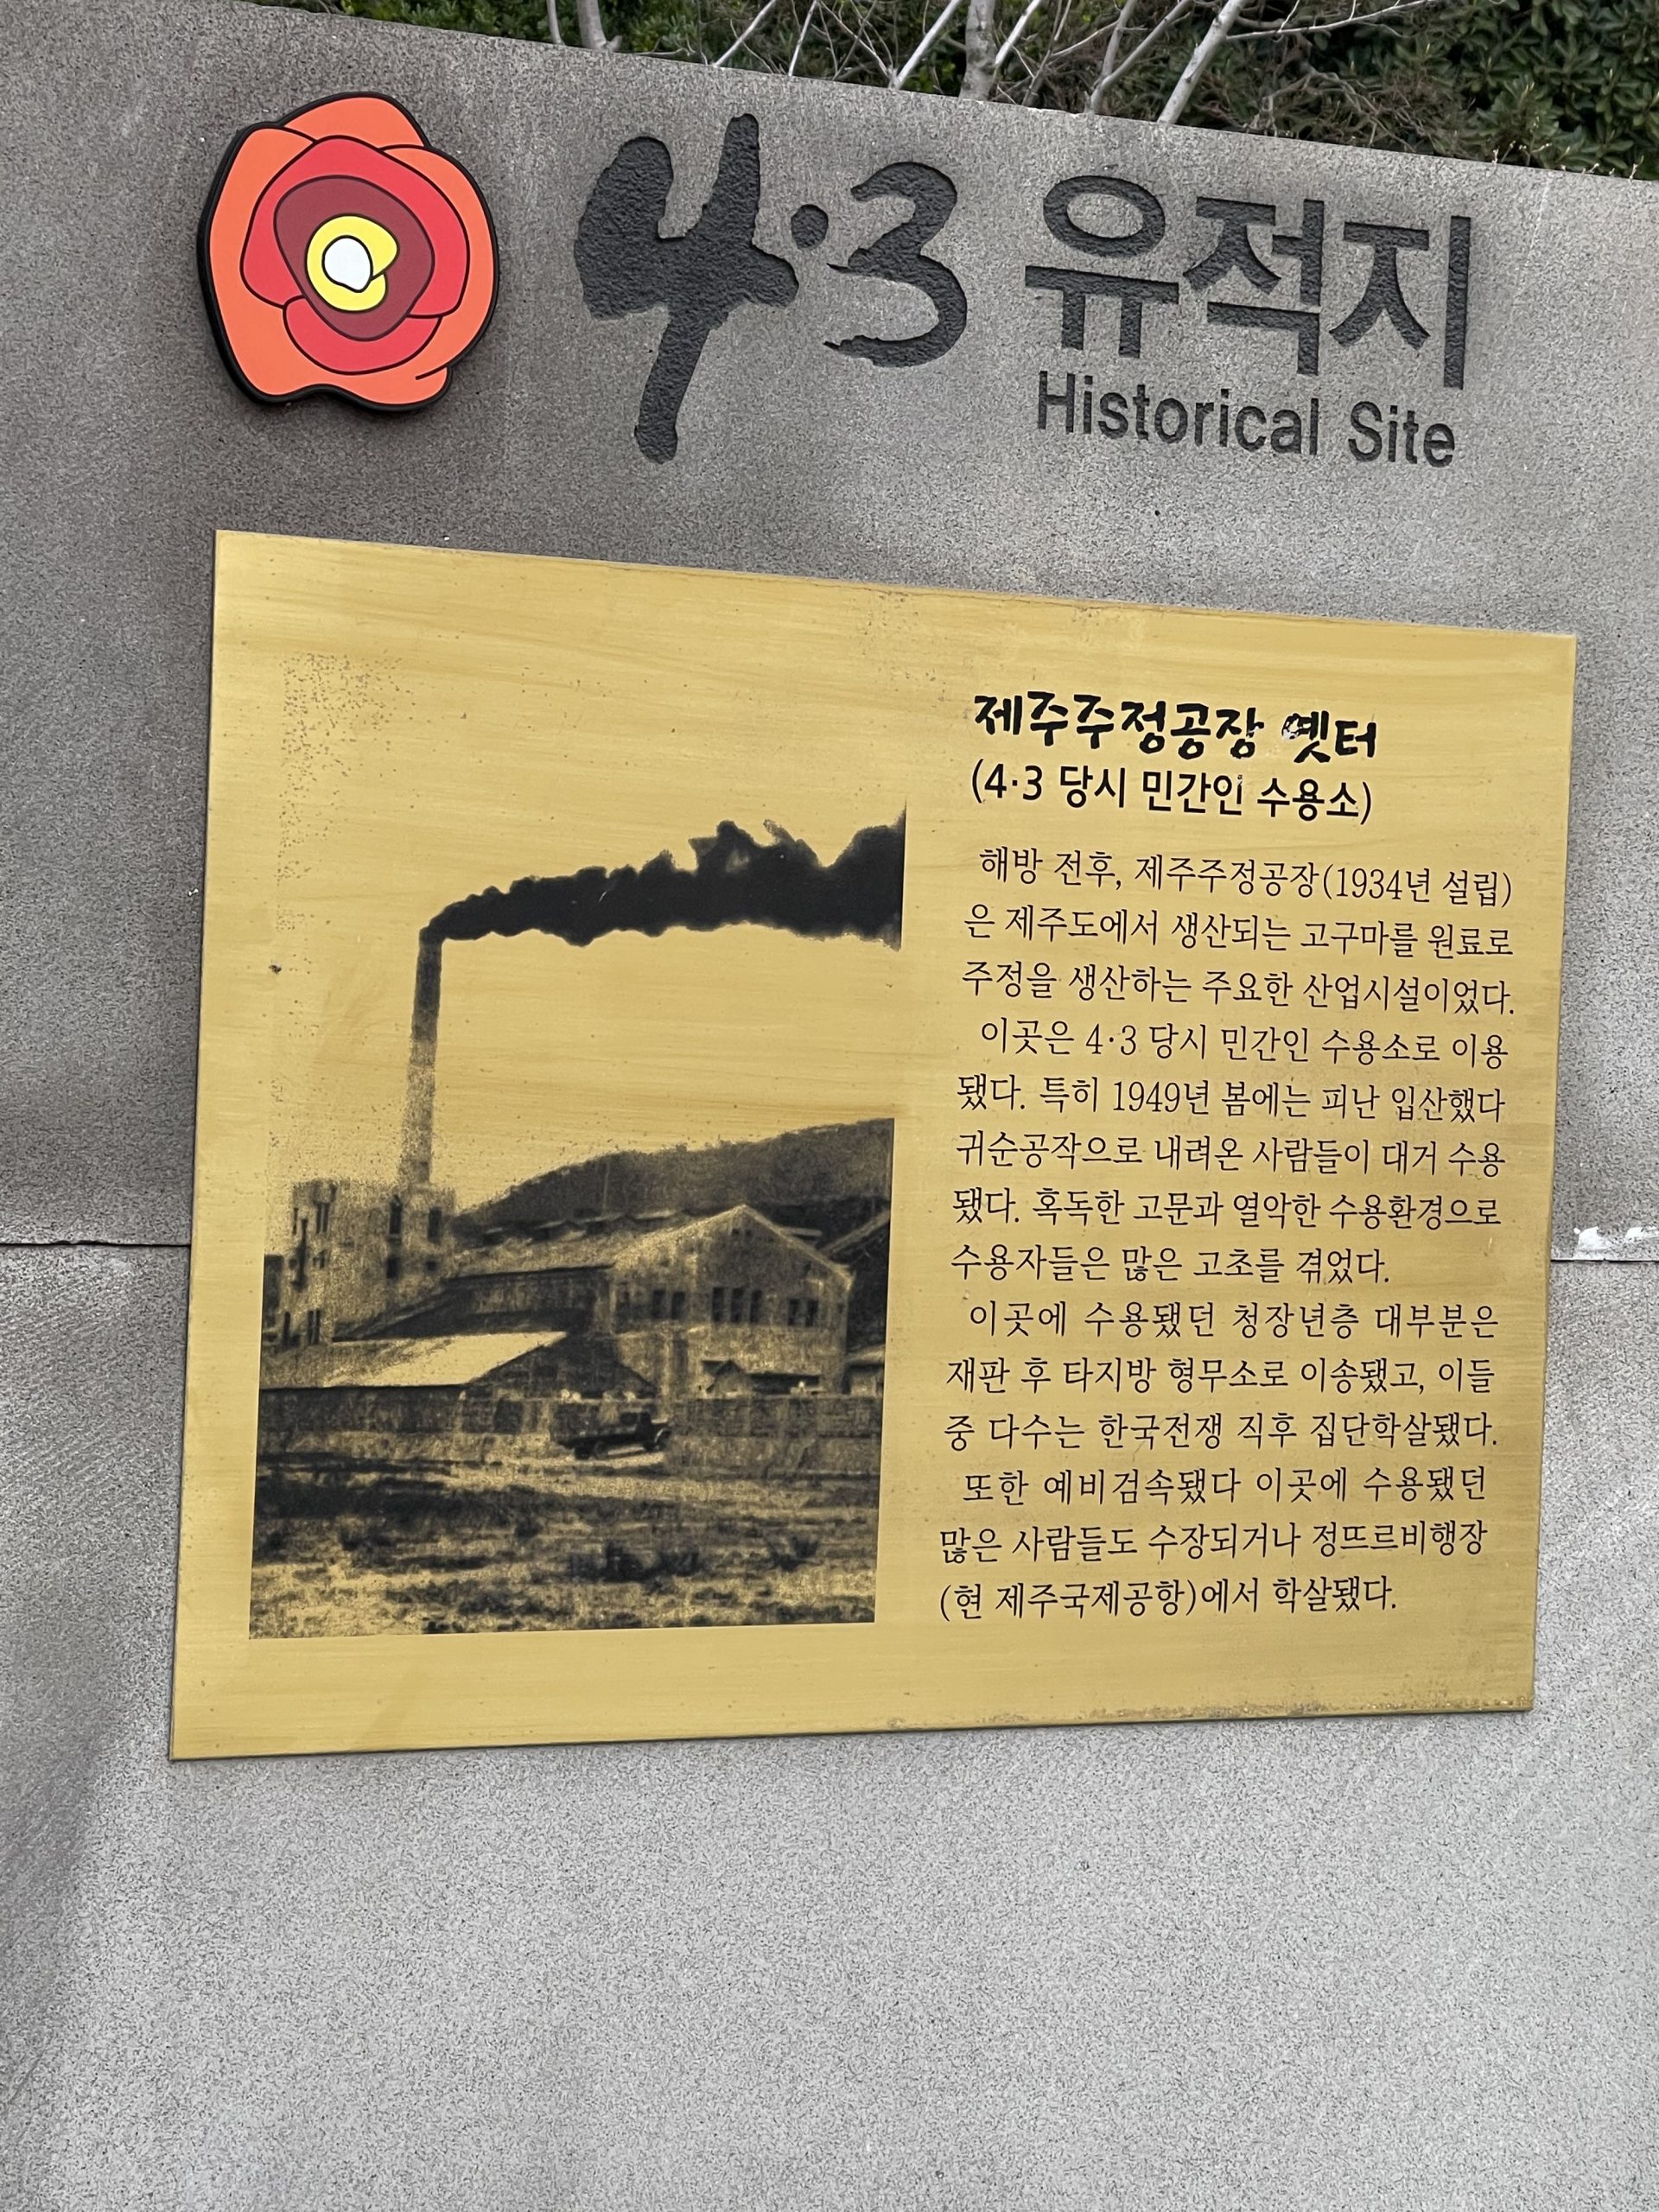 4·3 유적지
Historical Site
제주주정공장 옛터
(4·3 당시 민간인 수용소)
해방 전후, 제주주정공장(1934년 설립)
은 제주도에서 생산되는 고구마를 원료로
주정을 생산하는 주요한 산업시설이었다.
이곳은 4·3 당시 민간인 수용소로 이용
됐다. 특히 1949년 봄에는 피난 입산했다
귀순공작으로 내려온 사람들이 대거 수용
됐다. 혹독한 고문과 열악한 수용환경으로
수용자들은 많은 고초를 겪었다.
이곳에 수용됐던 청장년층 대부분은
재판 후 타지방 형무소로 이송됐고, 이들
중 다수는 한국전쟁 직후 집단학살됐다.
또한 예비검속됐다 이곳에 수용됐던
많은 사람들도 수장되거나 정뜨르비행장
(현 제주국제공항)에서 학살됐다.